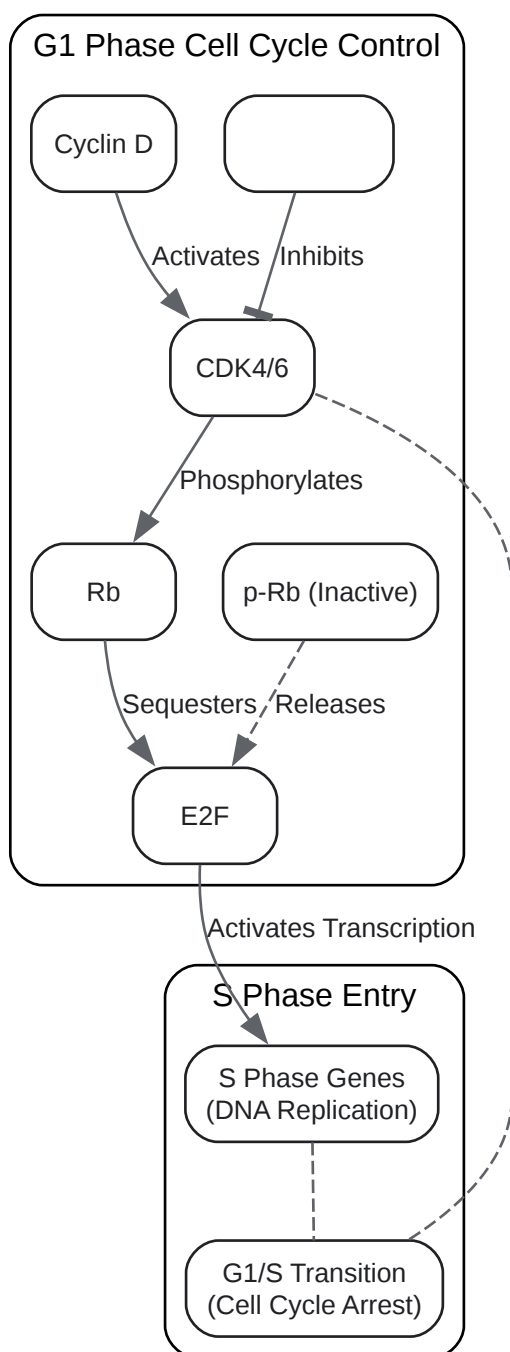 G1 Phase Cell Cycle Control
Cyclin D
Activates
Inhibits
CDK4/6
Phosphorylates
Rb
p-Rb (Inactive)
Sequesters
Releases
E2F
Activates Transcription
S Phase Entry
S Phase Genes
(DNA Replication)
G1/S Transition
(Cell Cycle Arrest)